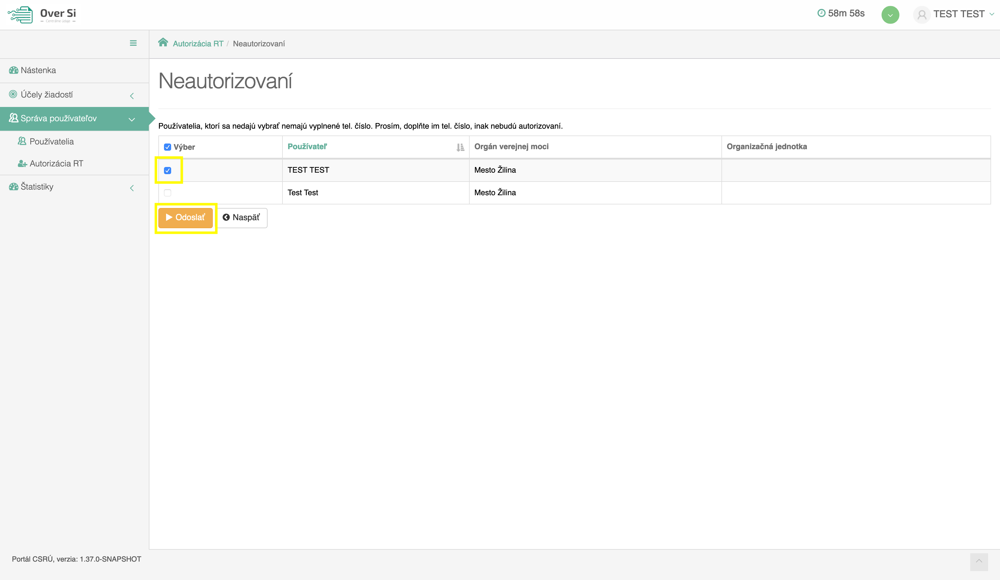 Over Si
– Centrálne údaje –
58m 58s
TEST TEST
Autorizácia RT / Neautorizovaní
Nástenka
Účely žiadostí
Správa používateľov
Používatelia
Autorizácia RT
Štatistiky
Neautorizovaní
Používatelia, ktorí sa nedajú vybrať nemajú vyplnené tel. číslo. Prosím, doplňte im tel. číslo, inak nebudú autorizovaní.
Výber Používateľ Orgán verejnej moci Organizačná jednotka
TEST TEST Mesto Žilina
Test Test Mesto Žilina
Odoslať Naspäť
Portál CSRÚ, verzia: 1.37.0-SNAPSHOT